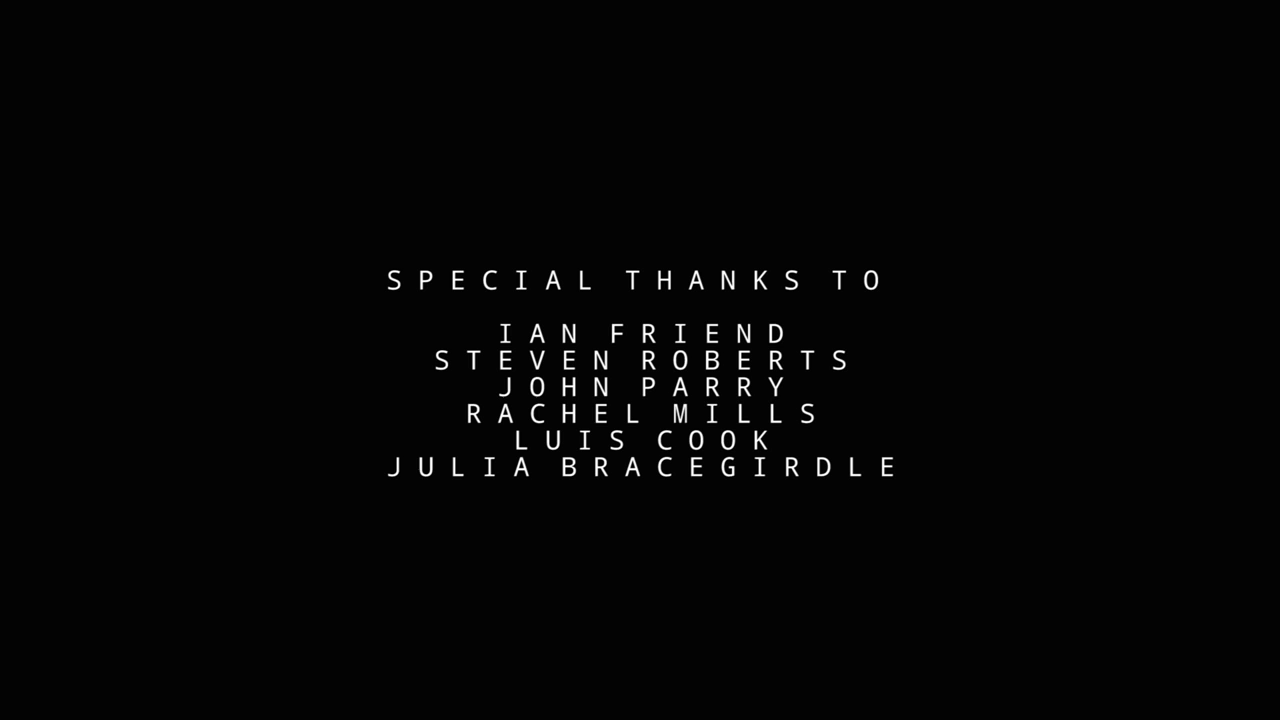 SPECIAL THANKS TO
IAN FRIEND
STEVEN ROBERTS
JOHN PARRY
RACHEL MILLS
LUIS COOK
JULIA BRACEGIRDLE